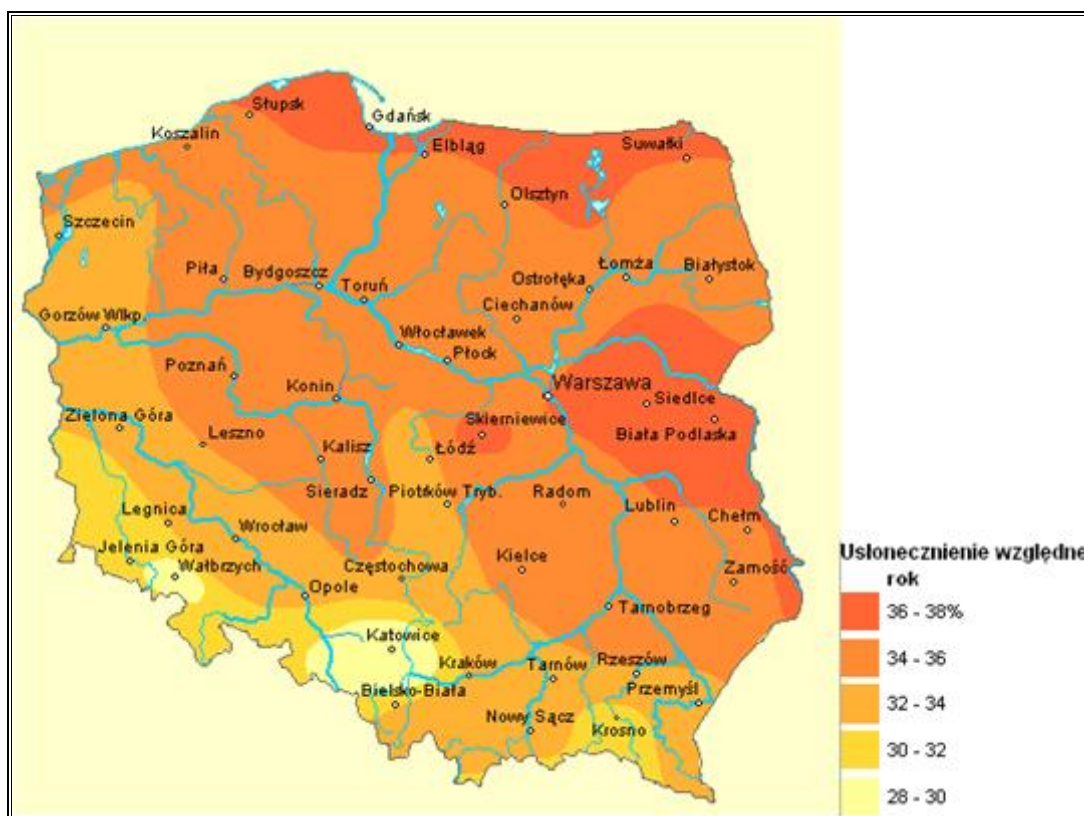 Słupsk
Gdańsk
Koszalin
Elbląg
Suwałki
Olsztyn
Szczecin
Piła
Bydgoszcz
Toruń
Ostrołęka
Łomża
Białystok
Ciechanów
Gorzów Wlkp.
Włocławek
Płock
Poznań
Konin
Warszawa
Siedlce
Skierniewice
Biała Podlaska
Zielona Góra
Leszno
Kalisz
Łódź
Sieradz
Piotrków Tryb.
Radom
Lublin
Chełm
Legnica
Wrocław
Jelenia Góra
Wałbrzych
Częstochowa
Kielce
Zamość
Opole
Tarnobrzeg
Katowice
Kraków
Tarnów
Rzeszów
Przemyśl
Bielsko-Biała
Nowy Sącz
Krosno
Usłonecznienie względne
rok
36 - 38%
34 - 36
32 - 34
30 - 32
28 - 30